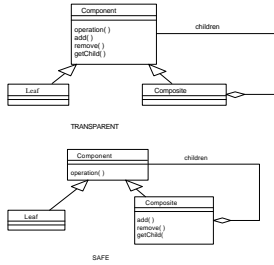 Component
children
operation( )
add( )
remove( )
getChild( )
Leaf
Composite
TRANSPARENT
Component
children
operation( )
Leaf
Composite
add( )
remove( )
getChild(
SAFE